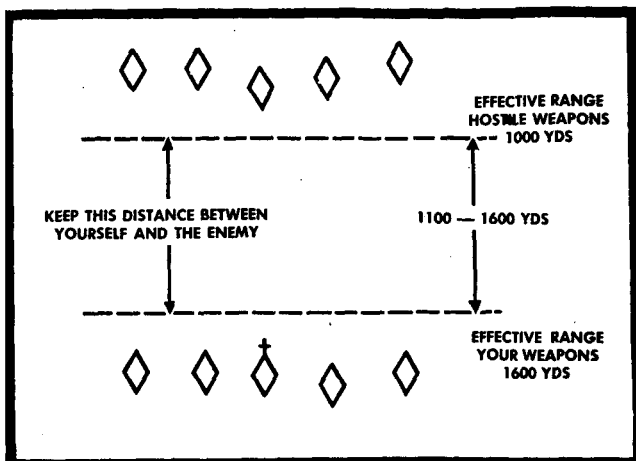 EFFECTIVE RANGE
HOSTILE WEAPONS
1000 YDS
KEEP THIS DISTANCE BETWEEN
YOURSELF AND THE ENEMY
1100 — 1600 YDS
EFFECTIVE RANGE
YOUR WEAPONS
1600 YDS